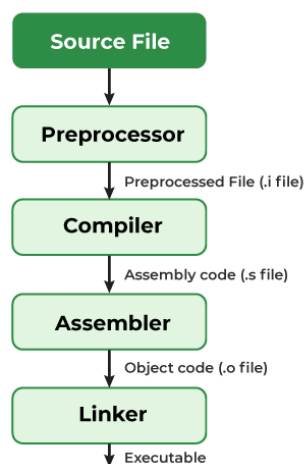 Source File
Preprocessor
Preprocessed File (.i file)
Compiler
Assembly code (.s file)
Assembler
Object code (.o file)
Linker
Executable